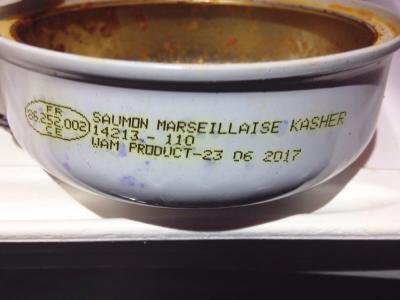 FR
86.252.002
CE
SAUMON MARSEILLAISE KASHER
14213 - 110
WAM PRODUCT-23 06 2017